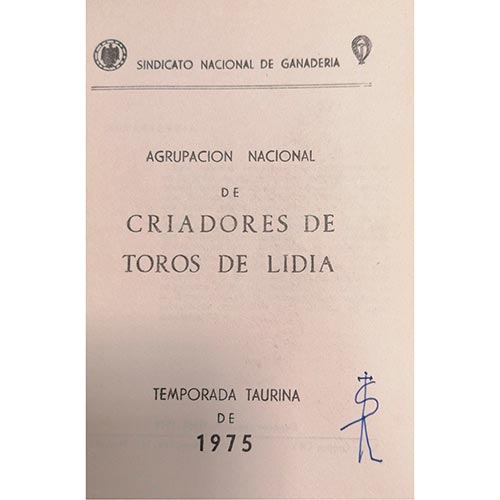 SINDICATO NACIONAL DE GANADERIA
AGRUPACION NACIONAL
DE
CRIADORES DE
TOROS DE LIDIA
TEMPORADA TAURINA
DE
1975